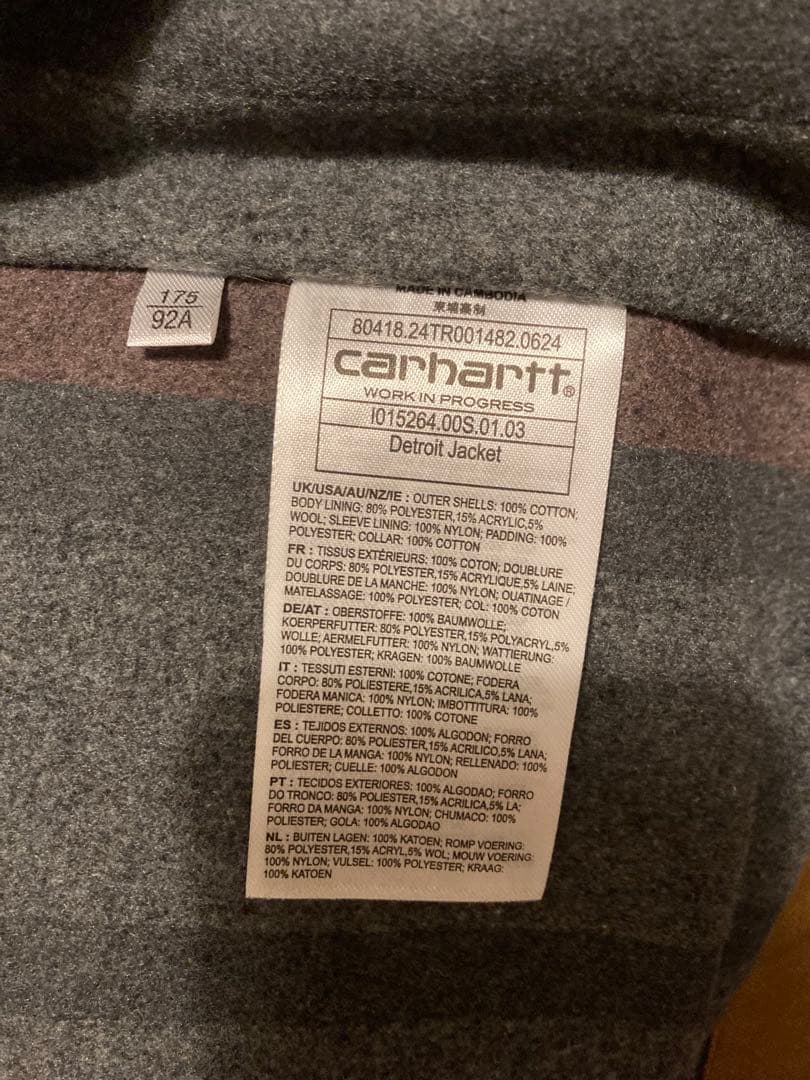 175
92A
MADE IN CAMBODIA
柬埔寨制
80418.24TR001482.0624
carhartt®
WORK IN PROGRESS
I015264.00S.01.03
Detroit Jacket
UK/USA/AU/NZ/IE : OUTER SHELLS: 100% COTTON;
BODY LINING: 80% POLYESTER,15% ACRYLIC,5%
WOOL; SLEEVE LINING: 100% NYLON; PADDING: 100%
POLYESTER; COLLAR: 100% COTTON
FR : TISSUS EXTÉRIEURS: 100% COTON; DOUBLURE
DU CORPS: 80% POLYESTER,15% ACRYLIQUE,5% LAINE;
DOUBLURE DE LA MANCHE: 100% NYLON; OUATINAGE /
MATELASSAGE: 100% POLYESTER; COL: 100% COTON
DE/AT : OBERSTOFFE: 100% BAUMWOLLE;
KOERPERFUTTER: 80% POLYESTER,15% POLYACRYL,5%
WOLLE; AERMELFUTTER: 100% NYLON; WATTIERUNG:
100% POLYESTER; KRAGEN: 100% BAUMWOLLE
IT : TESSUTI ESTERNI: 100% COTONE; FODERA
CORPO: 80% POLIESTERE,15% ACRILICA,5% LANA;
FODERA MANICA: 100% NYLON; IMBOTTITURA: 100%
POLIESTERE; COLLETTO: 100% COTONE
ES : TEJIDOS EXTERNOS: 100% ALGODON; FORRO
DEL CUERPO: 80% POLIESTER,15% ACRILICO,5% LANA;
FORRO DE LA MANGA: 100% NYLON; RELLENADO: 100%
POLIESTER; CUELLE: 100% ALGODON
PT : TECIDOS EXTERIORES: 100% ALGODAO; FORRO
DO TRONCO: 80% POLIESTER,15% ACRILICA,5% LA;
FORRO DA MANGA: 100% NYLON; CHUMACO: 100%
POLIESTER; GOLA: 100% ALGODAO
NL : BUITEN LAGEN: 100% KATOEN; ROMP VOERING:
80% POLYESTER,15% ACRYL,5% WOL; MOUW VOERING:
100% NYLON; VULSEL: 100% POLYESTER; KRAAG:
100% KATOEN